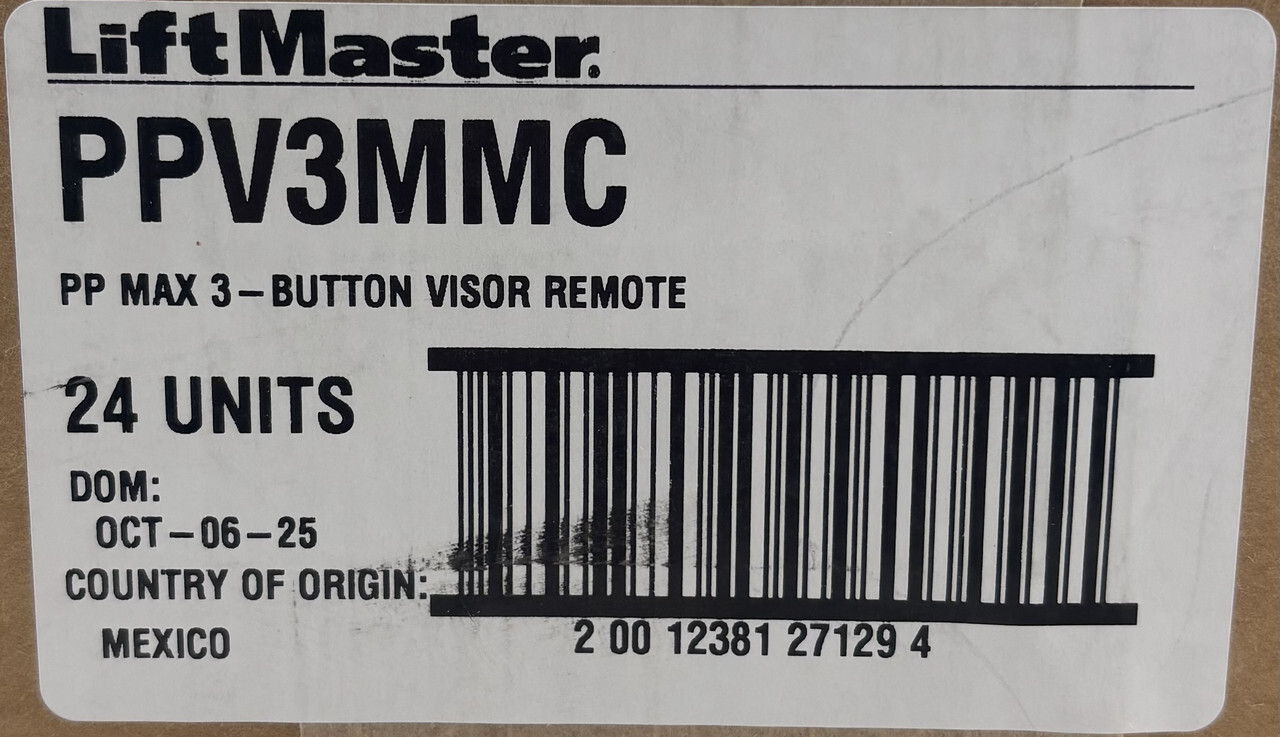 LiftMaster.
PPV3MMC
PP MAX 3-BUTTON VISOR REMOTE
24 UNITS
DOM:
OCT-06-25
COUNTRY OF ORIGIN:
MEXICO
2 00 12381 27129 4